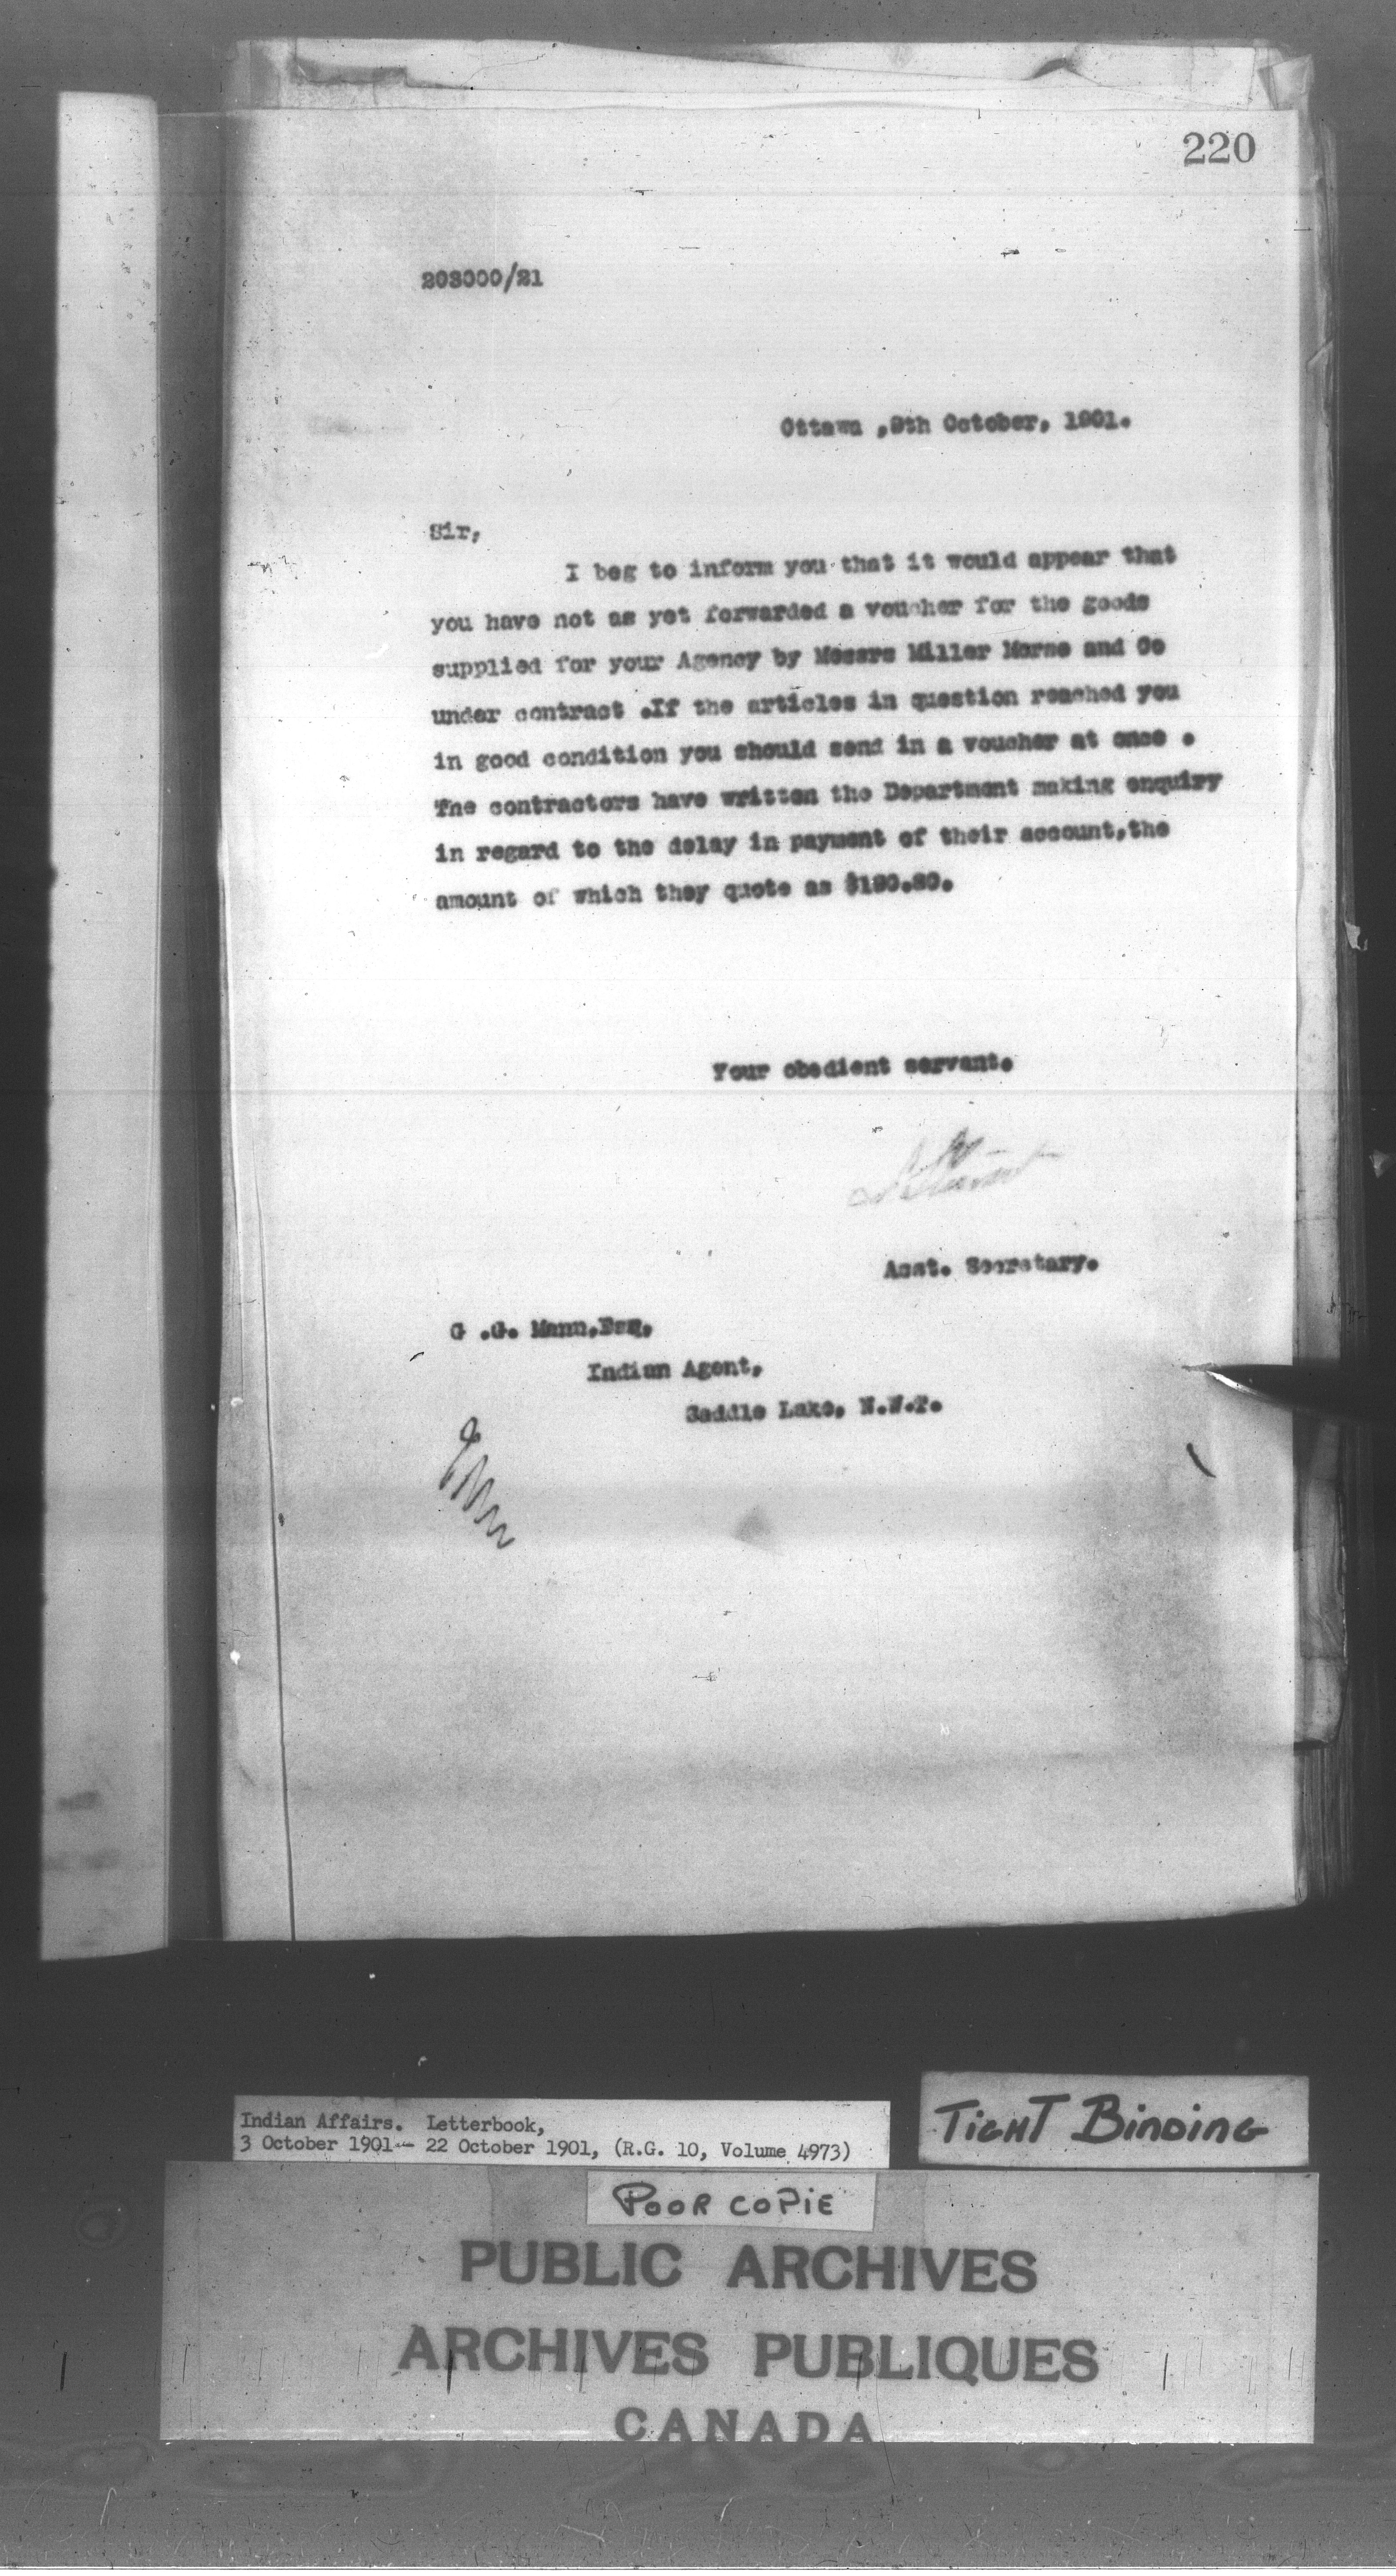 220
203000/21
Ottawa ,9th October, 1901.
Sir,
I beg to inform you that it would appear that
you have not as yet forwarded a voucher for the goods
supplied for your Agency by Messrs Miller Morse and Co
under contract .If the articles in question reached you
in good condition you should send in a voucher at once .
The contractors have written the Department making enquiry
in regard to the delay in payment of their account,the
amount of which they quote as
Your obedient servant.
Asst. Secretary.
G .G. Mann,Esq,
Indian Agent,
Saddle Lake, N.W.T.
Indian Affairs. Letterbook,
3 October 1901-- 22 October 1901, (R.G. 10, Volume 4973)
TIGHT BINDING
POOR COPIE
PUBLIC ARCHIVES
ARCHIVES PUBLIQUES
CANADA